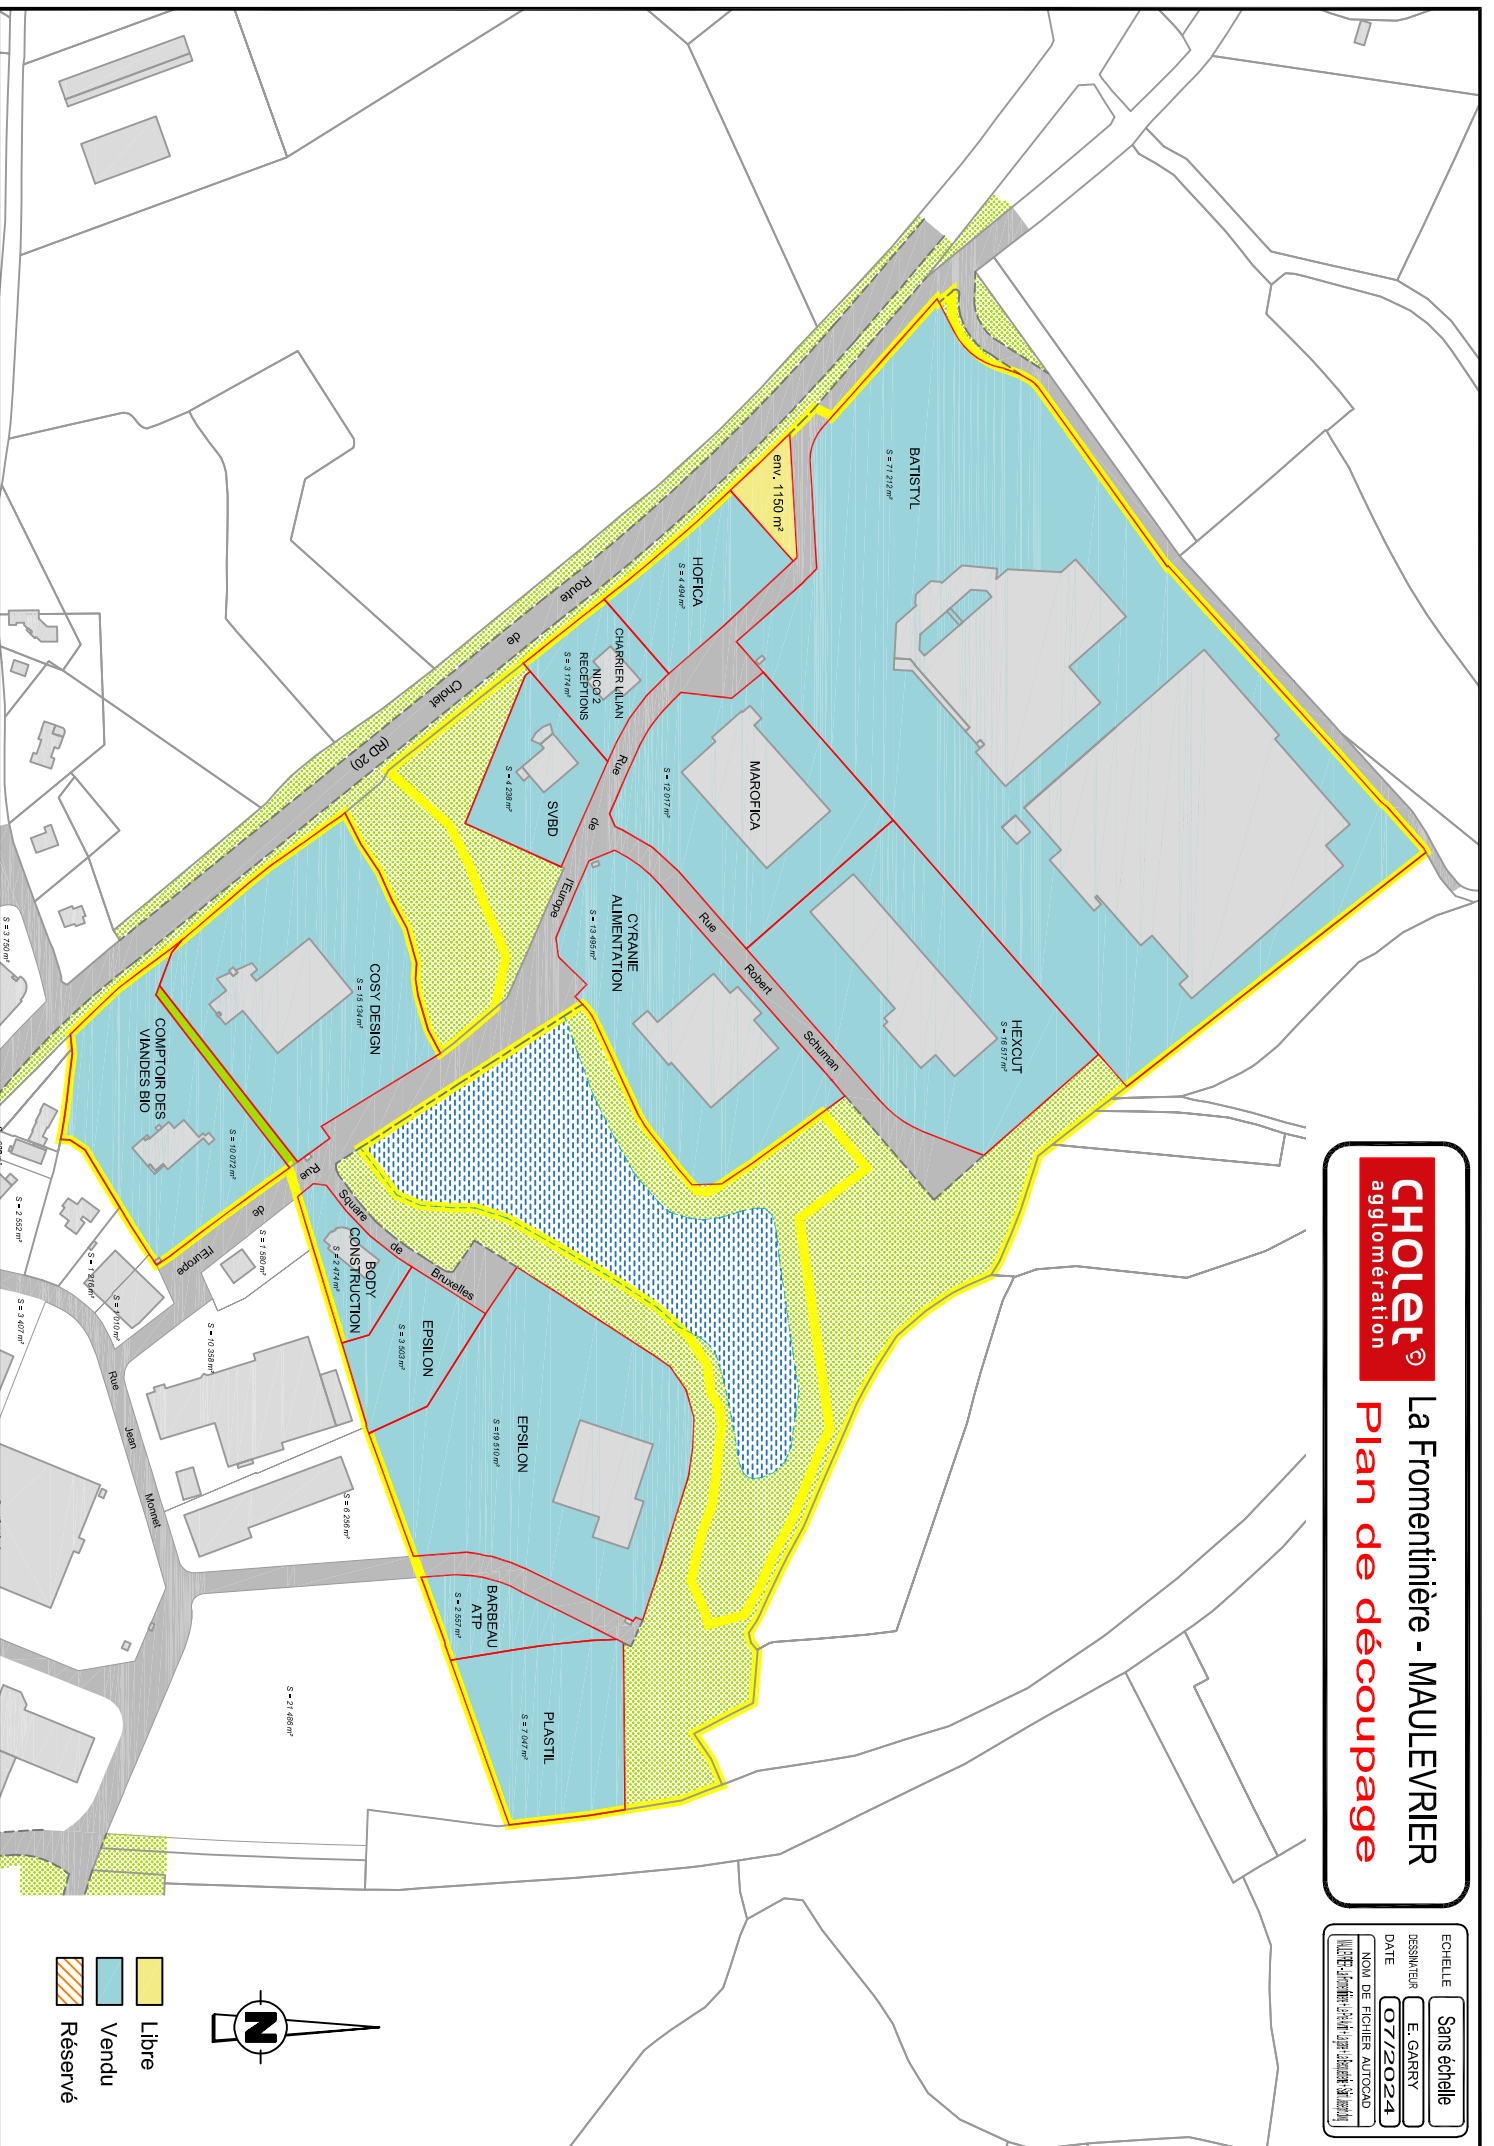 CHOLET
agglomération
La Fromentinière - MAULEVRIER
Plan de découpage
ECHELLE
Sans échelle
DESSINATEUR
E. GARRY
DATE
07/2024
NOM DE FICHIER AUTOCAD
BATISTYL
S = 71 212 m²
env. 1150 m²
HOFICA
S = 4 494 m²
CHARRIER LILIAN
NICO 2
RECEPTIONS
S = 3 174 m²
SVBD
S = 4 238 m²
MAROFICA
S = 12 017 m²
HEXCUT
S = 16 517 m²
CYRANIE
ALIMENTATION
S = 13 495 m²
COSY DESIGN
S = 15 134 m²
COMPTOIR DES
VIANDES BIO
S = 10 072 m²
BODY
CONSTRUCTION
S = 2 474 m²
EPSILON
S = 3 503 m²
EPSILON
S = 19 510 m²
BARBEAU
ATP
S = 2 557 m²
PLASTIL
S = 7 047 m²
Route
de
Cholet
(RD 20)
Rue
de
l'Europe
Rue
Robert
Schuman
Rue
de
l'Europe
Square
de
Bruxelles
Rue
Jean
Monnet
S = 3 750 m²
S = 2 552 m²
S = 1 580 m²
S = 1 216 m²
S = 1 010 m²
S = 3 407 m²
S = 10 358 m²
S = 6 256 m²
S = 21 486 m²
N
Libre
Vendu
Réservé